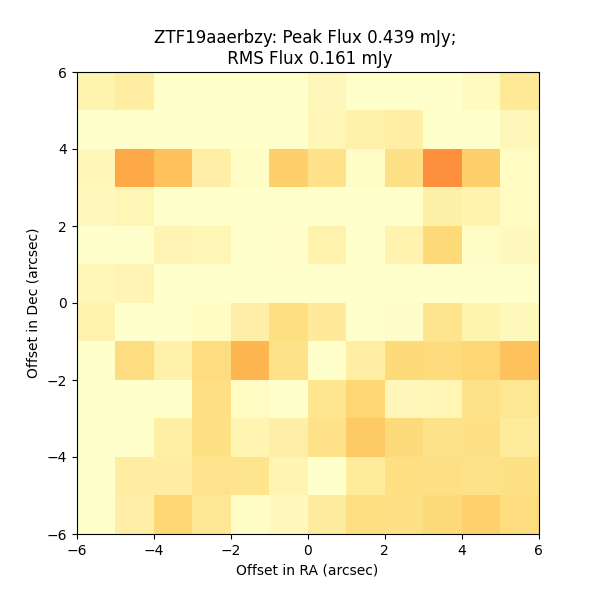 ZTF19aaerbzy: Peak Flux 0.439 mJy;
RMS Flux 0.161 mJy
6
4
2
0
−2
−4
−6
Offset in Dec (arcsec)
−6 −4 −2 0 2 4 6
Offset in RA (arcsec)